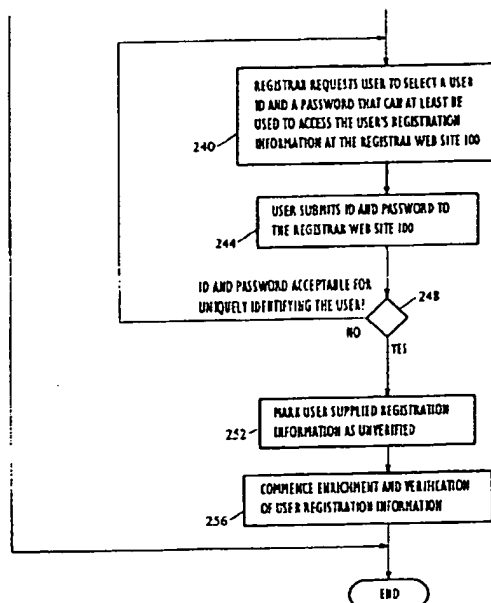 REGISTRAR REQUESTS USER TO SELECT A USER
ID AND A PASSWORD THAT CAN AT LEAST BE
USED TO ACCESS THE USER'S REGISTRATION
INFORMATION AT THE REGISTRAR WEB SITE 100
240
USER SUBMITS ID AND PASSWORD TO
THE REGISTRAR WEB SITE 100
244
ID AND PASSWORD ACCEPTABLE FOR
UNIQUELY IDENTIFYING THE USER?
248
NO
YES
MARK USER SUPPLIED REGISTRATION
INFORMATION AS UNVERIFIED
252
COMMENCE ENRICHMENT AND VERIFICATION
OF USER REGISTRATION INFORMATION
256
END